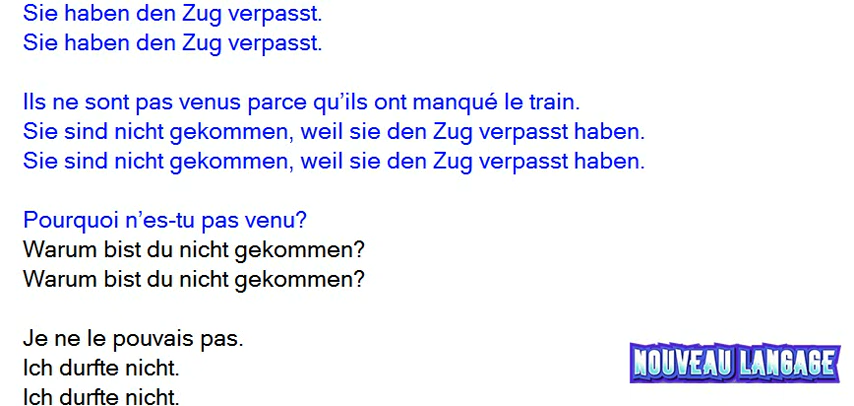 Sie haben den Zug verpasst.
Sie haben den Zug verpasst.
Ils ne sont pas venus parce qu’ils ont manqué le train.
Sie sind nicht gekommen, weil sie den Zug verpasst haben.
Sie sind nicht gekommen, weil sie den Zug verpasst haben.
Pourquoi n’es-tu pas venu?
Warum bist du nicht gekommen?
Warum bist du nicht gekommen?
Je ne le pouvais pas.
Ich durfte nicht.
Ich durfte nicht.
NOUVEAU LANGAGE